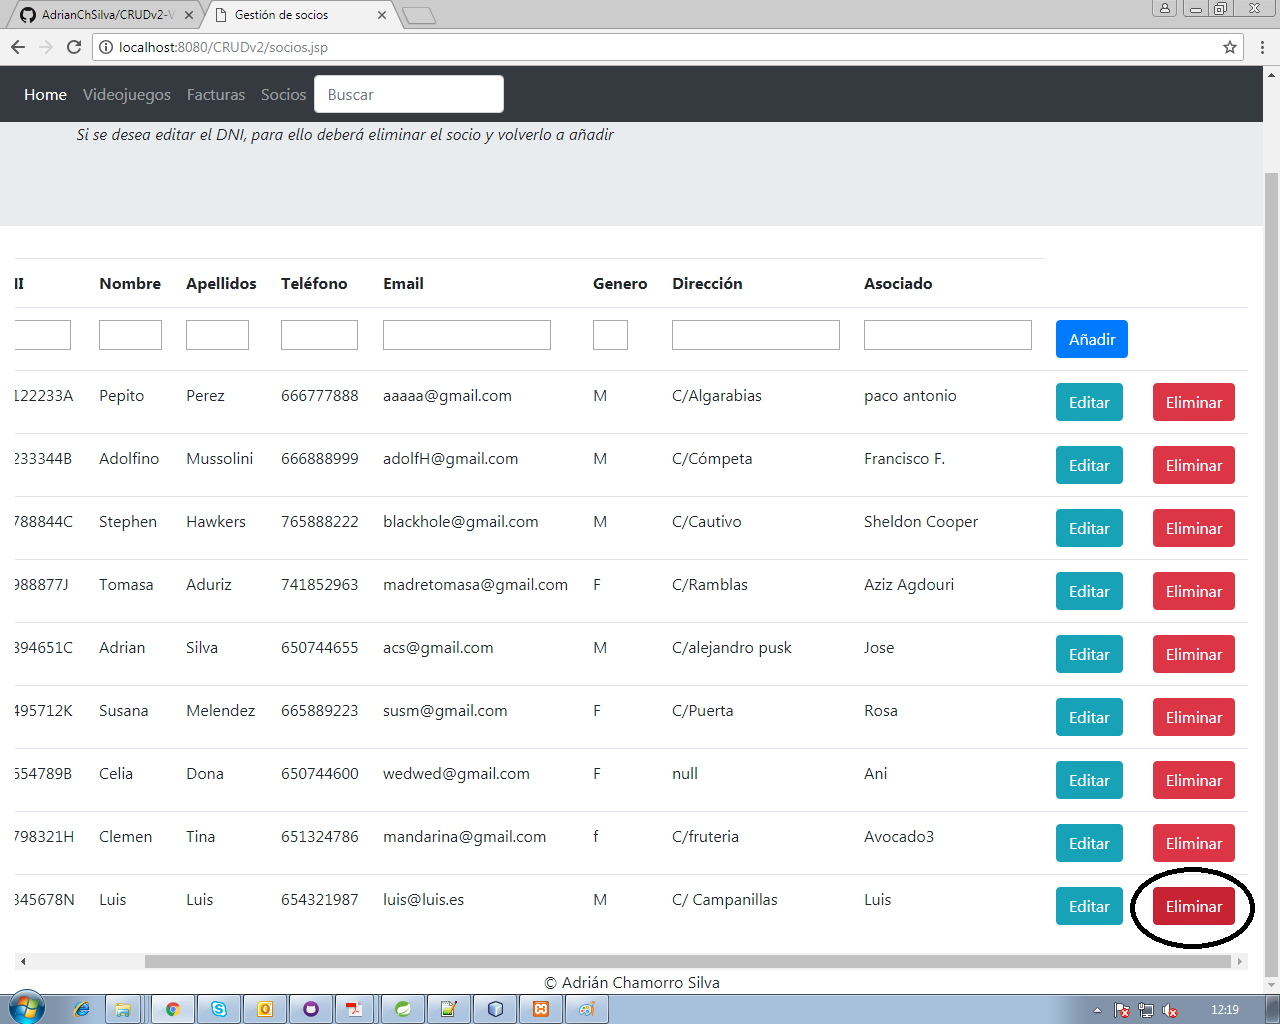 AdrianChSilva/CRUDv2-V
Gestión de socios
localhost:8080/CRUDv2/socios.jsp
Home Videojuegos Facturas Socios Buscar
Si se desea editar el DNI, para ello deberá eliminar el socio y volverlo a añadir
NI Nombre Apellidos Teléfono Email Genero Dirección Asociado
Añadir
122233A Pepito Perez 666777888 aaaaa@gmail.com M C/Algarabias paco antonio Editar Eliminar
233344B Adolfino Mussolini 666888999 adolfH@gmail.com M C/Cómpeta Francisco F. Editar Eliminar
788844C Stephen Hawkers 765888222 blackhole@gmail.com M C/Cautivo Sheldon Cooper Editar Eliminar
988877J Tomasa Aduriz 741852963 madretomasa@gmail.com F C/Ramblas Aziz Agdouri Editar Eliminar
394651C Adrian Silva 650744655 acs@gmail.com M C/alejandro pusk Jose Editar Eliminar
495712K Susana Melendez 665889223 susm@gmail.com F C/Puerta Rosa Editar Eliminar
554789B Celia Dona 650744600 wedwed@gmail.com F null Ani Editar Eliminar
798321H Clemen Tina 651324786 mandarina@gmail.com f C/fruteria Avocado3 Editar Eliminar
345678N Luis Luis 654321987 luis@luis.es M C/ Campanillas Luis Editar Eliminar
© Adrián Chamorro Silva
12:19